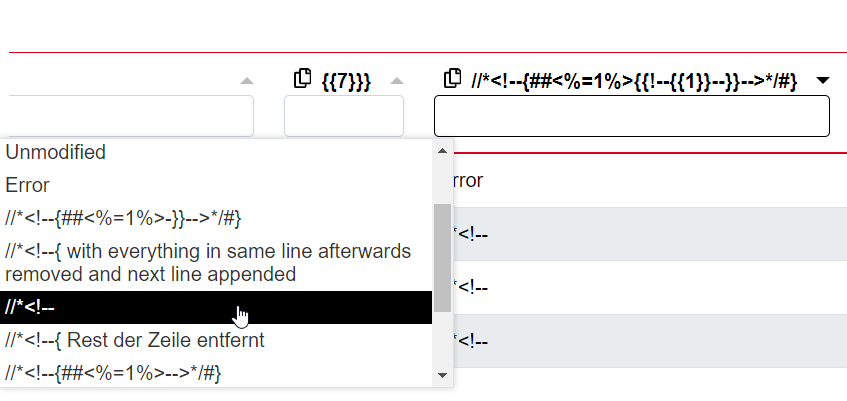 {{7}}}
//*<!--{##<%=1%>{{!--{{1}}--}}-->*/#}
Unmodified
Error
//*<!--{##<%=1%>-}}-->*/#}
//*<!--{ with everything in same line afterwards
removed and next line appended
//*<!--
//*<!--{ Rest der Zeile entfernt
//*<!--{##<%=1%>-->*/#}
rror
*<!--
*<!--
*<!--